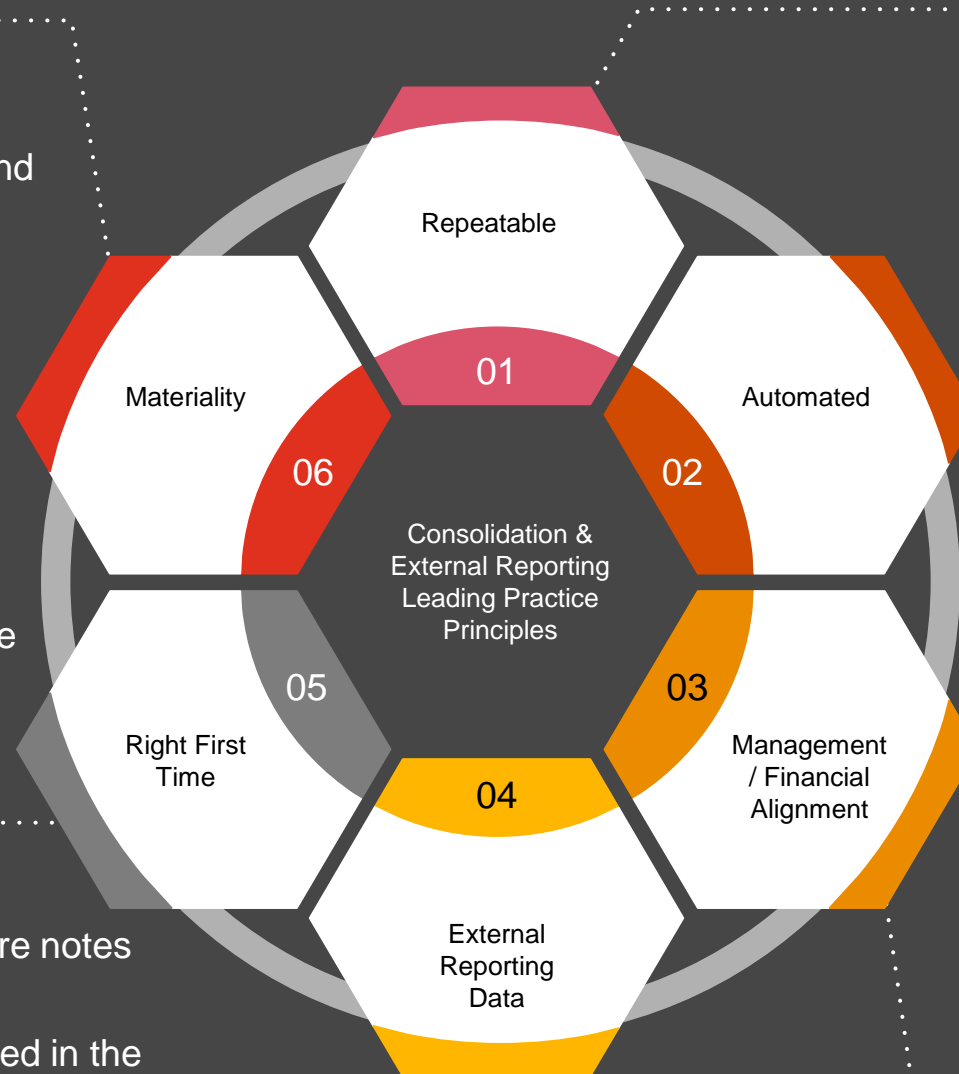 nd
Repeatable
01
Materiality
Automated
06
02
Consolidation &
External Reporting
Leading Practice
Principles
e
05
03
Right First
Time
Management
/ Financial
Alignment
04
External
Reporting
Data
re notes
ed in the